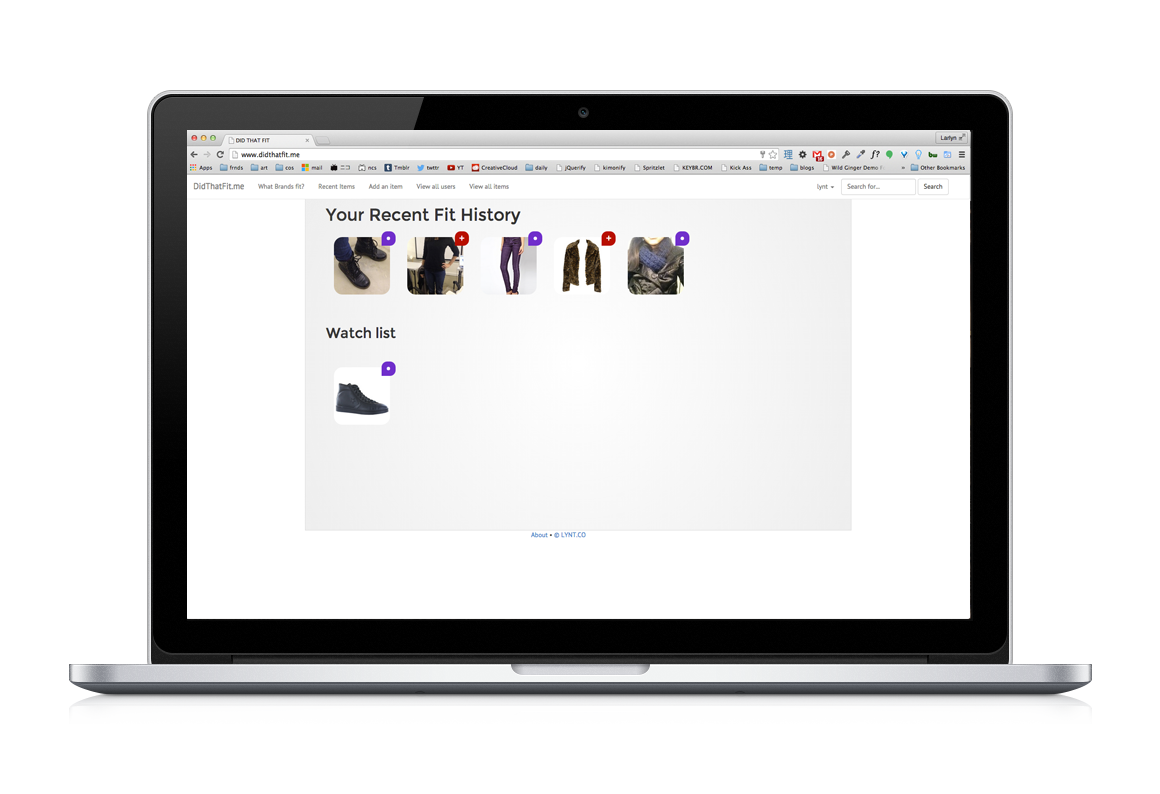 DID THAT FIT
Ladyn
www.didthatfit.me
Apps frnds art cos mail ncs Tmblr twttr YT CreativeCloud daily jQuerify kimonify Spritzlet KEYBR.COM Kick Ass temp blogs Wild Ginger Demo » Other Bookmarks
DidThatFit.me What Brands fit? Recent Items Add an item View all users View all items lynt Search for... Search
Your Recent Fit History
Watch list
About • © LYNT.CO